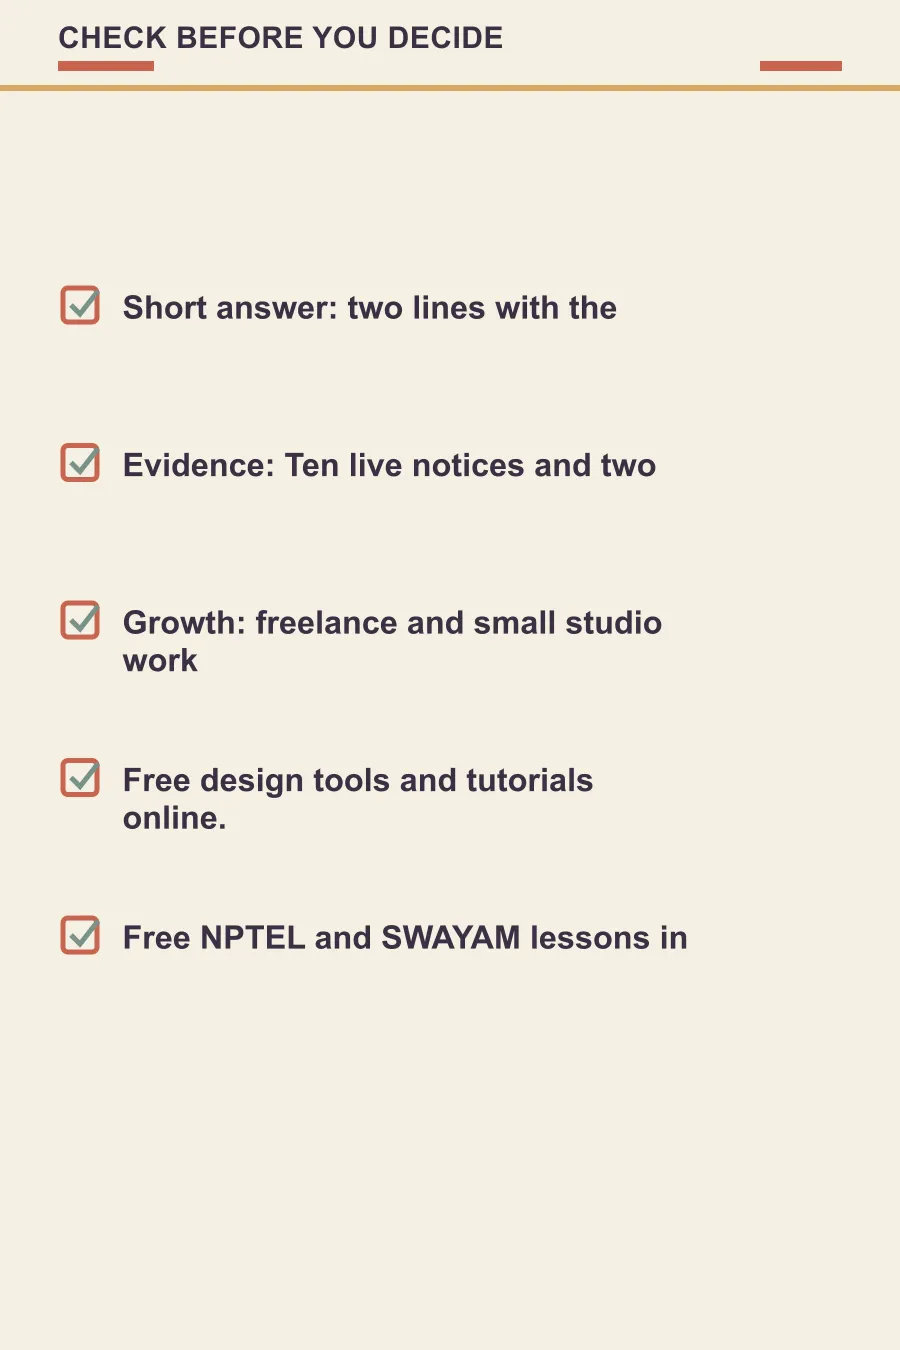 CHECK BEFORE YOU DECIDE
Short answer: two lines with the
Evidence: Ten live notices and two
Growth: freelance and small studio
work
Free design tools and tutorials
online.
Free NPTEL and SWAYAM lessons in